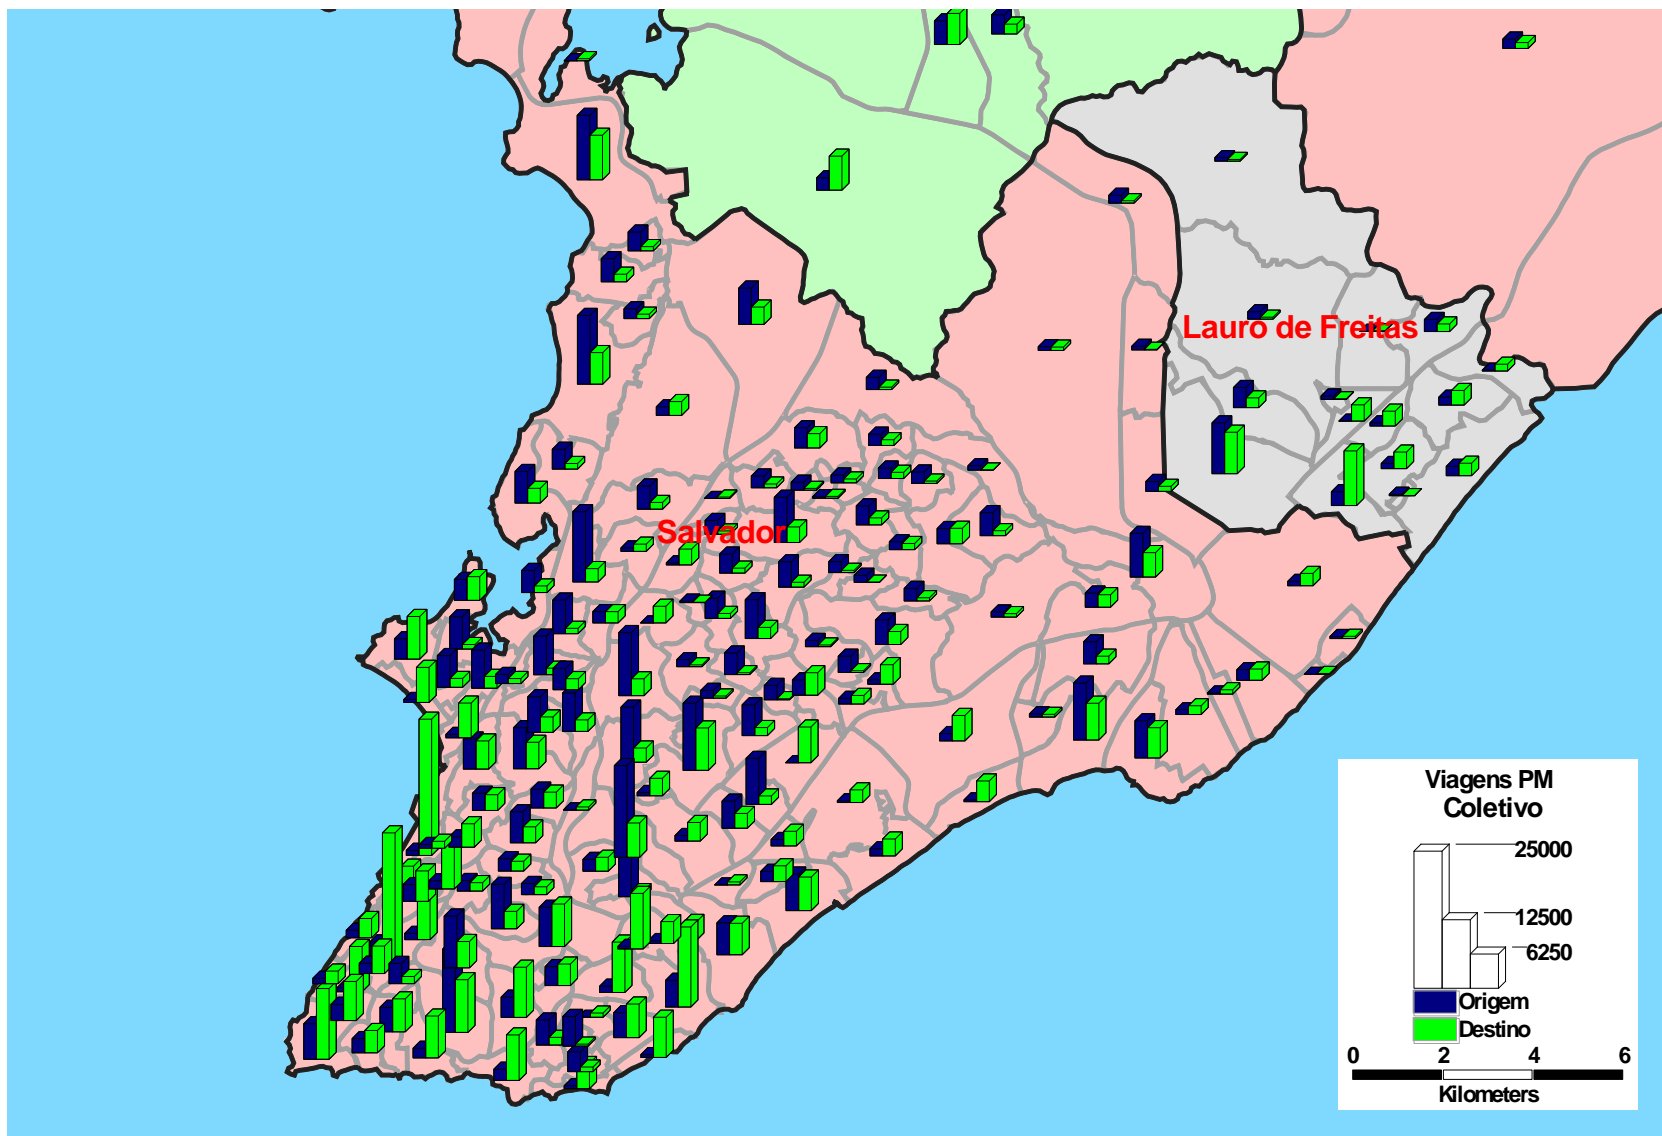 Lauro de Freitas
Salvador
Viagens PM
Coletivo
25000
12500
6250
Origem
Destino
0 2 4 6
Kilometers